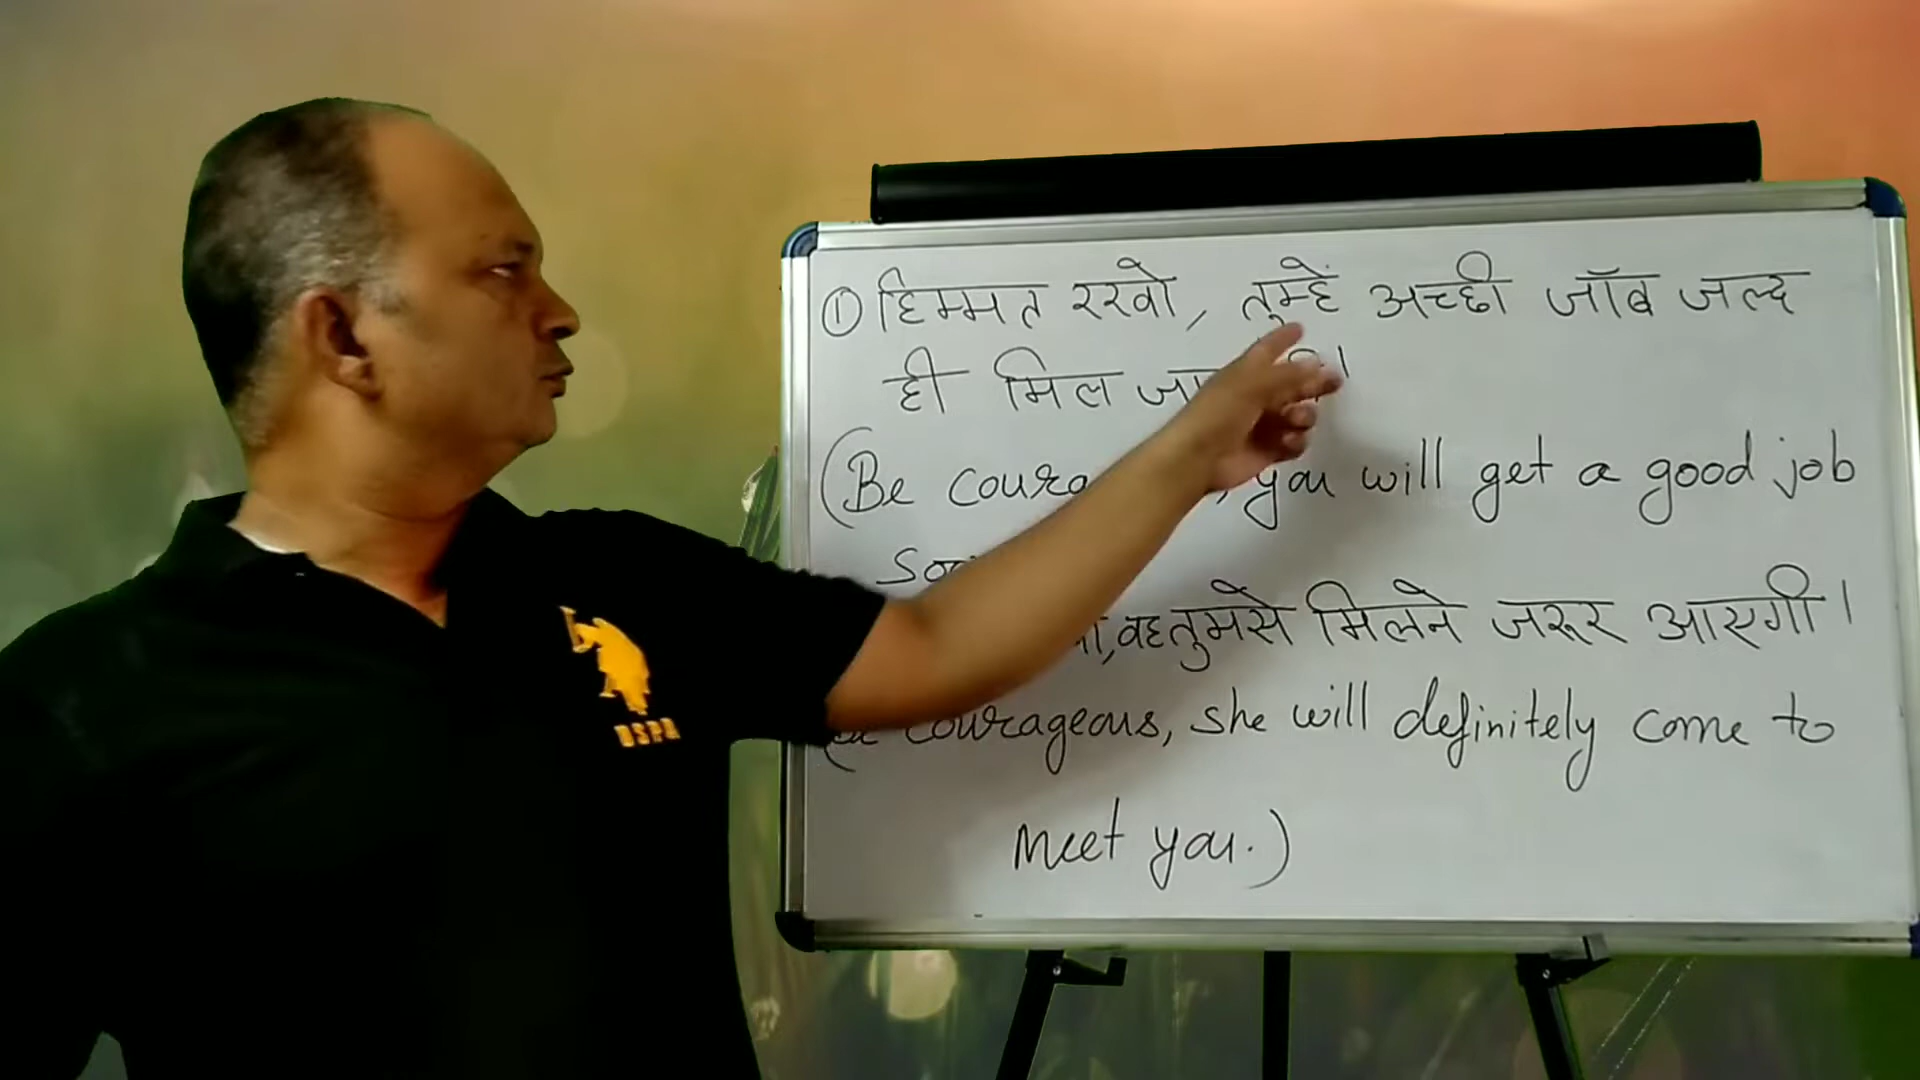 ① हिम्मत रखो, तुम्हें अच्छी जॉब जल्द
ही मिल
(Be you will get a good job
वह तुमसे मिलने जरूर आएगी।
courageous, she will definitely come to
meet you.)
USPA